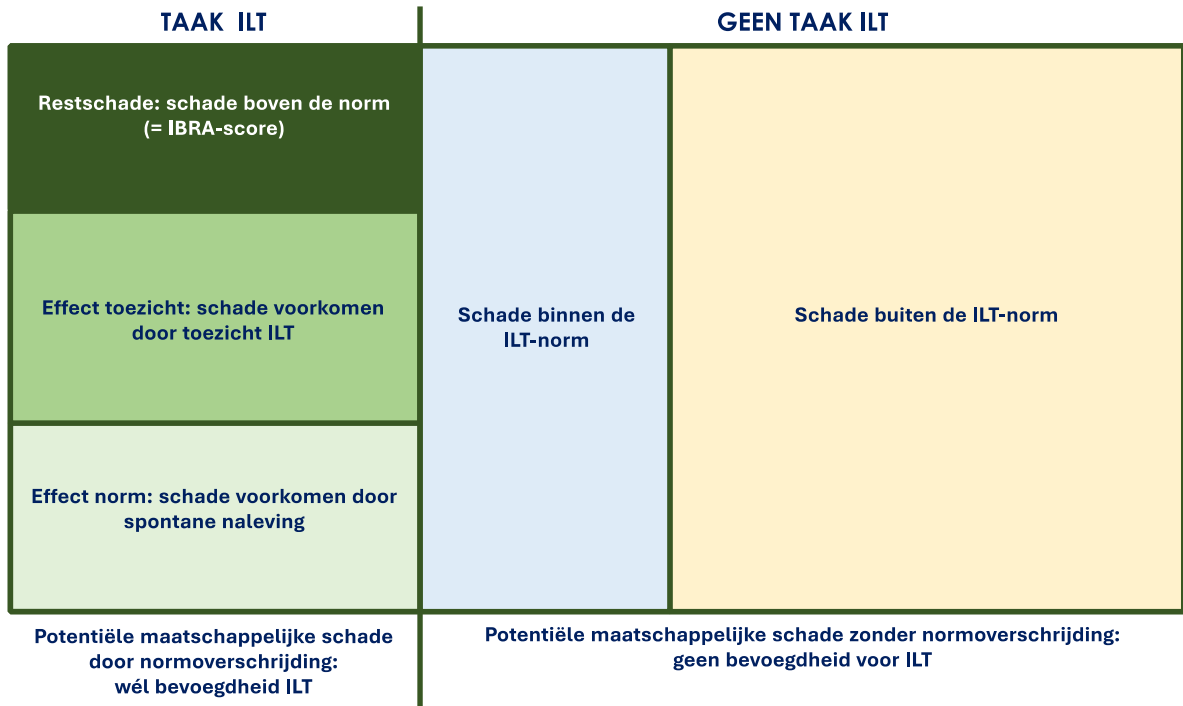 TAAK ILT
GEEN TAAK ILT
Restschade: schade boven de norm
(= IBRA-score)
Effect toezicht: schade voorkomen
door toezicht ILT
Schade binnen de
ILT-norm
Schade buiten de ILT-norm
Effect norm: schade voorkomen door
spontane naleving
Potentiële maatschappelijke schade
door normoverschrijding:
wél bevoegdheid ILT
Potentiële maatschappelijke schade zonder normoverschrijding:
geen bevoegdheid voor ILT